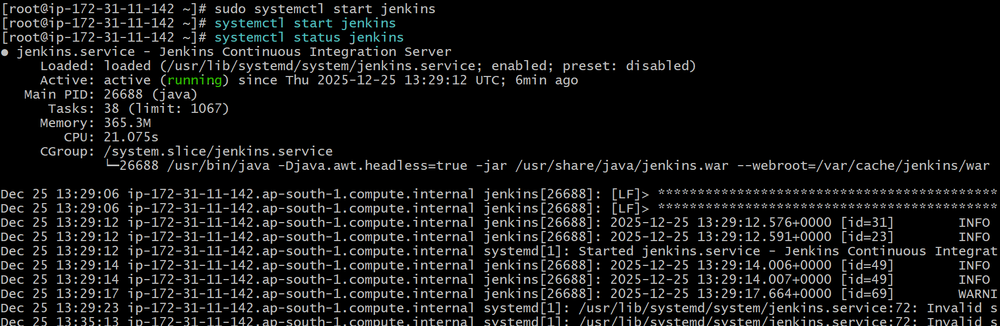 [root@ip-172-31-11-142 ~]# sudo systemctl start jenkins
[root@ip-172-31-11-142 ~]# systemctl start jenkins
[root@ip-172-31-11-142 ~]# systemctl status jenkins
● jenkins.service - Jenkins Continuous Integration Server
     Loaded: loaded (/usr/lib/systemd/system/jenkins.service; enabled; preset: disabled)
     Active: active (running) since Thu 2025-12-25 13:29:12 UTC; 6min ago
   Main PID: 26688 (java)
      Tasks: 38 (limit: 1067)
     Memory: 365.3M
        CPU: 21.075s
     CGroup: /system.slice/jenkins.service
             └─26688 /usr/bin/java -Djava.awt.headless=true -jar /usr/share/java/jenkins.war --webroot=/var/cache/jenkins/war
Dec 25 13:29:06 ip-172-31-11-142.ap-south-1.compute.internal jenkins[26688]: [LF]> *******************************************
Dec 25 13:29:06 ip-172-31-11-142.ap-south-1.compute.internal jenkins[26688]: [LF]> *******************************************
Dec 25 13:29:12 ip-172-31-11-142.ap-south-1.compute.internal jenkins[26688]: 2025-12-25 13:29:12.576+0000 [id=31]        INFO
Dec 25 13:29:12 ip-172-31-11-142.ap-south-1.compute.internal jenkins[26688]: 2025-12-25 13:29:12.591+0000 [id=23]        INFO
Dec 25 13:29:12 ip-172-31-11-142.ap-south-1.compute.internal systemd[1]: Started jenkins.service - Jenkins Continuous Integrat
Dec 25 13:29:14 ip-172-31-11-142.ap-south-1.compute.internal jenkins[26688]: 2025-12-25 13:29:14.006+0000 [id=49]        INFO
Dec 25 13:29:14 ip-172-31-11-142.ap-south-1.compute.internal jenkins[26688]: 2025-12-25 13:29:14.007+0000 [id=49]        INFO
Dec 25 13:29:17 ip-172-31-11-142.ap-south-1.compute.internal jenkins[26688]: 2025-12-25 13:29:17.664+0000 [id=69]        WARNI
Dec 25 13:29:23 ip-172-31-11-142.ap-south-1.compute.internal systemd[1]: /usr/lib/systemd/system/jenkins.service:72: Invalid s
Dec 25 13:35:13 ip-172-31-11-142.ap-south-1.compute.internal systemd[1]: /usr/lib/systemd/system/jenkins.service:72: Invalid s